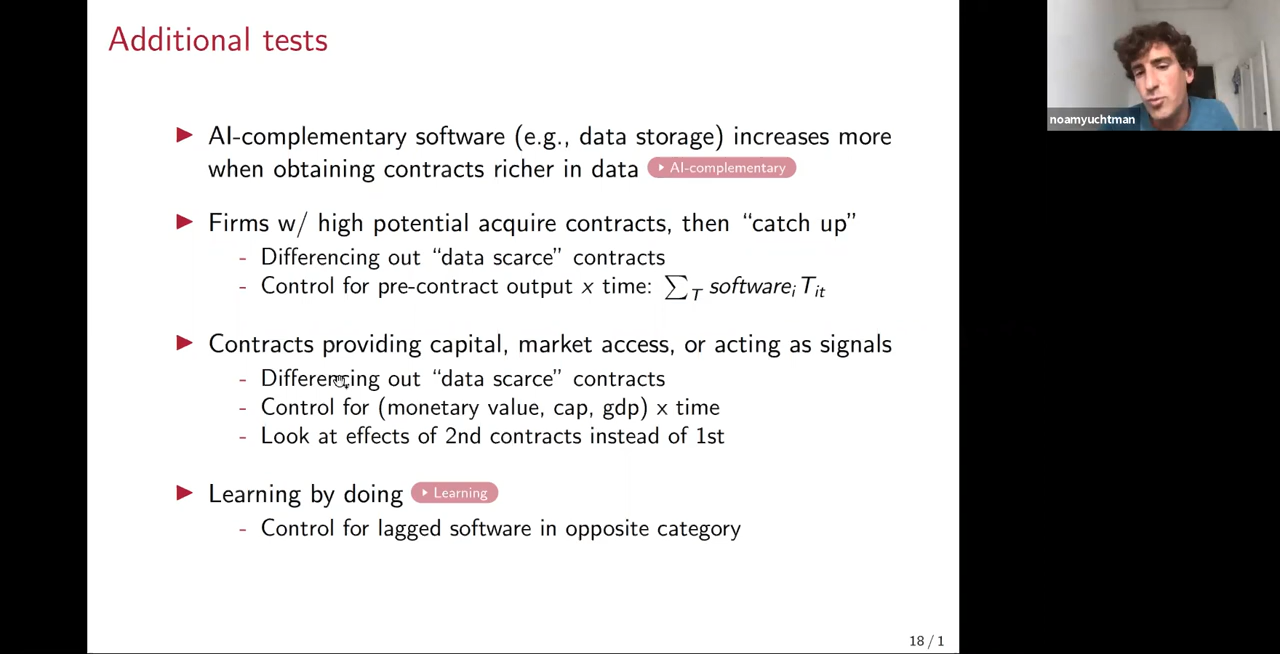 Additional tests
AI-complementary software (e.g., data storage) increases more
when obtaining contracts richer in data AI-complementary
Firms w/ high potential acquire contracts, then “catch up”
- Differencing out “data scarce” contracts
- Control for pre-contract output x time: ∑_T software_i T_it
Contracts providing capital, market access, or acting as signals
- Differencing out “data scarce” contracts
- Control for (monetary value, cap, gdp) x time
- Look at effects of 2nd contracts instead of 1st
Learning by doing Learning
- Control for lagged software in opposite category
18 / 1
noamyuchtman